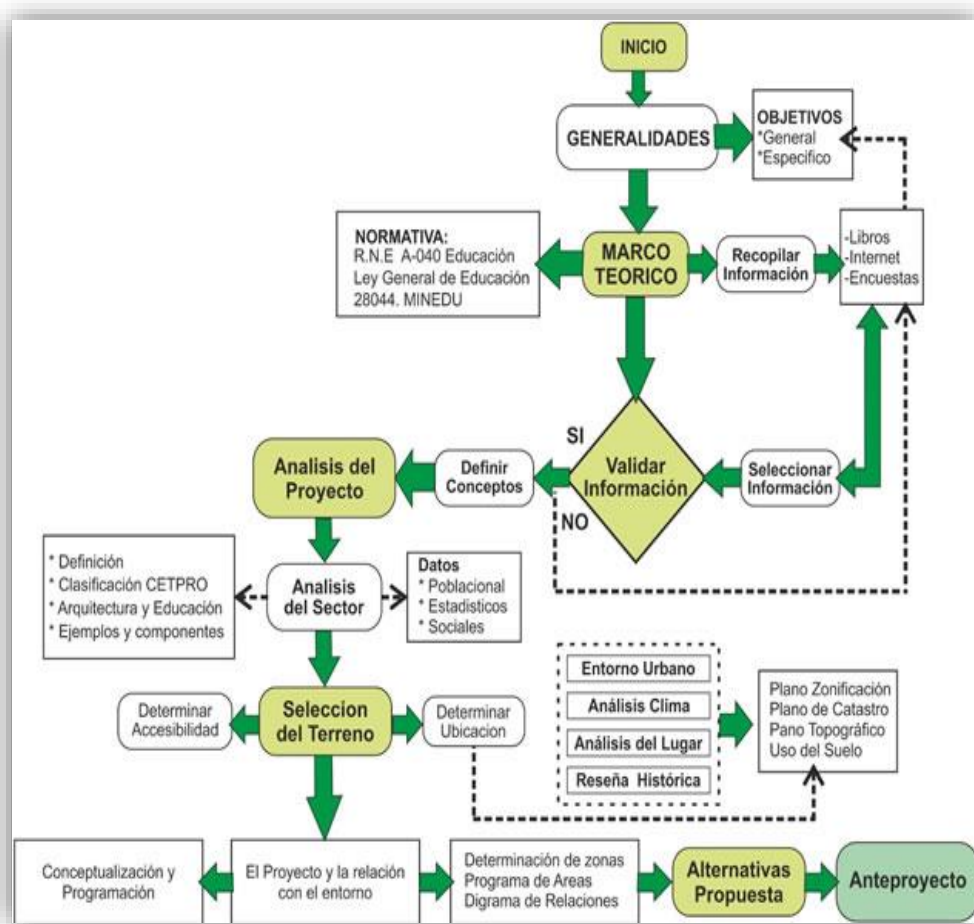 INICIO
GENERALIDADES
OBJETIVOS
*General
*Especifico
NORMATIVA:
R.N.E A-040 Educación
Ley General de Educación
28044. MINEDU
MARCO
TEORICO
Recopilar
Información
-Libros
-Internet
-Encuestas
SI
Validar
Información
NO
Seleccionar
Información
Definir
Conceptos
Analisis del
Proyecto
* Definición
* Clasificación CETPRO
* Arquitectura y Educación
* Ejemplos y componentes
Analisis
del Sector
Datos
* Poblacional
* Estadisticos
* Sociales
Determinar
Accesibilidad
Seleccion
del Terreno
Determinar
Ubicacion
Entorno Urbano
Análisis Clima
Análisis del Lugar
Reseña Histórica
Plano Zonificación
Plano de Catastro
Pano Topográfico
Uso del Suelo
Conceptualización y
Programación
El Proyecto y la relación
con el entorno
Determinación de zonas
Programa de Areas
Digrama de Relaciones
Alternativas
Propuesta
Anteproyecto